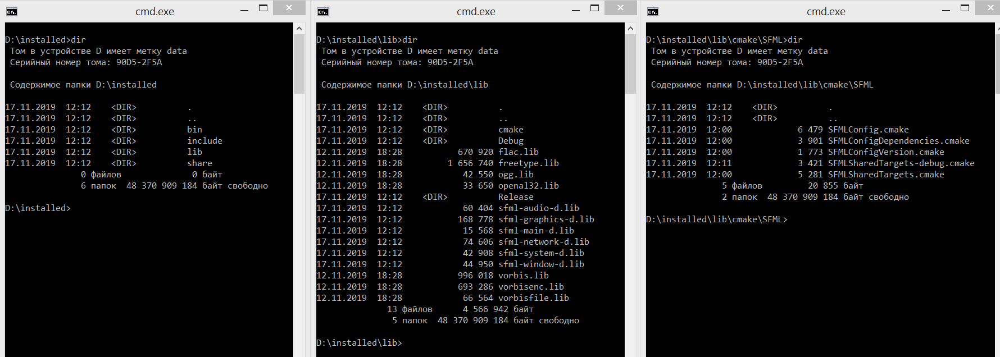 cmd.exe
D:\installed>dir
Том в устройстве D имеет метку data
Серийный номер тома: 90D5-2F5A
Содержимое папки D:\installed
17.11.2019  12:12    <DIR>          .
17.11.2019  12:12    <DIR>          ..
17.11.2019  12:12    <DIR>          bin
17.11.2019  12:12    <DIR>          include
17.11.2019  12:12    <DIR>          lib
17.11.2019  12:12    <DIR>          share
0 файлов              0 байт
6 папок  48 370 909 184 байт свободно
D:\installed>
cmd.exe
D:\installed\lib>dir
Том в устройстве D имеет метку data
Серийный номер тома: 90D5-2F5A
Содержимое папки D:\installed\lib
17.11.2019  12:12    <DIR>          .
17.11.2019  12:12    <DIR>          ..
17.11.2019  12:12    <DIR>          cmake
17.11.2019  12:12    <DIR>          Debug
12.11.2019  18:28           670 920 flac.lib
12.11.2019  18:28         1 656 740 freetype.lib
12.11.2019  18:28            42 550 ogg.lib
12.11.2019  18:28            33 650 openal32.lib
17.11.2019  12:12    <DIR>          Release
17.11.2019  12:12            60 404 sfml-audio-d.lib
17.11.2019  12:12           168 778 sfml-graphics-d.lib
17.11.2019  12:12            15 568 sfml-main-d.lib
17.11.2019  12:12            74 606 sfml-network-d.lib
17.11.2019  12:12            42 908 sfml-system-d.lib
17.11.2019  12:12            44 950 sfml-window-d.lib
12.11.2019  18:28           996 018 vorbis.lib
12.11.2019  18:28           693 286 vorbisenc.lib
12.11.2019  18:28            66 564 vorbisfile.lib
13 файлов      4 566 942 байт
5 папок  48 370 909 184 байт свободно
D:\installed\lib>
cmd.exe
D:\installed\lib\cmake\SFML>dir
Том в устройстве D имеет метку data
Серийный номер тома: 90D5-2F5A
Содержимое папки D:\installed\lib\cmake\SFML
17.11.2019  12:12    <DIR>          .
17.11.2019  12:12    <DIR>          ..
17.11.2019  12:00             6 479 SFMLConfig.cmake
17.11.2019  12:00             3 901 SFMLConfigDependencies.cmake
17.11.2019  12:00             1 773 SFMLConfigVersion.cmake
17.11.2019  12:11             3 421 SFMLSharedTargets-debug.cmake
17.11.2019  12:00             5 281 SFMLSharedTargets.cmake
5 файлов         20 855 байт
2 папок  48 370 909 184 байт свободно
D:\installed\lib\cmake\SFML>